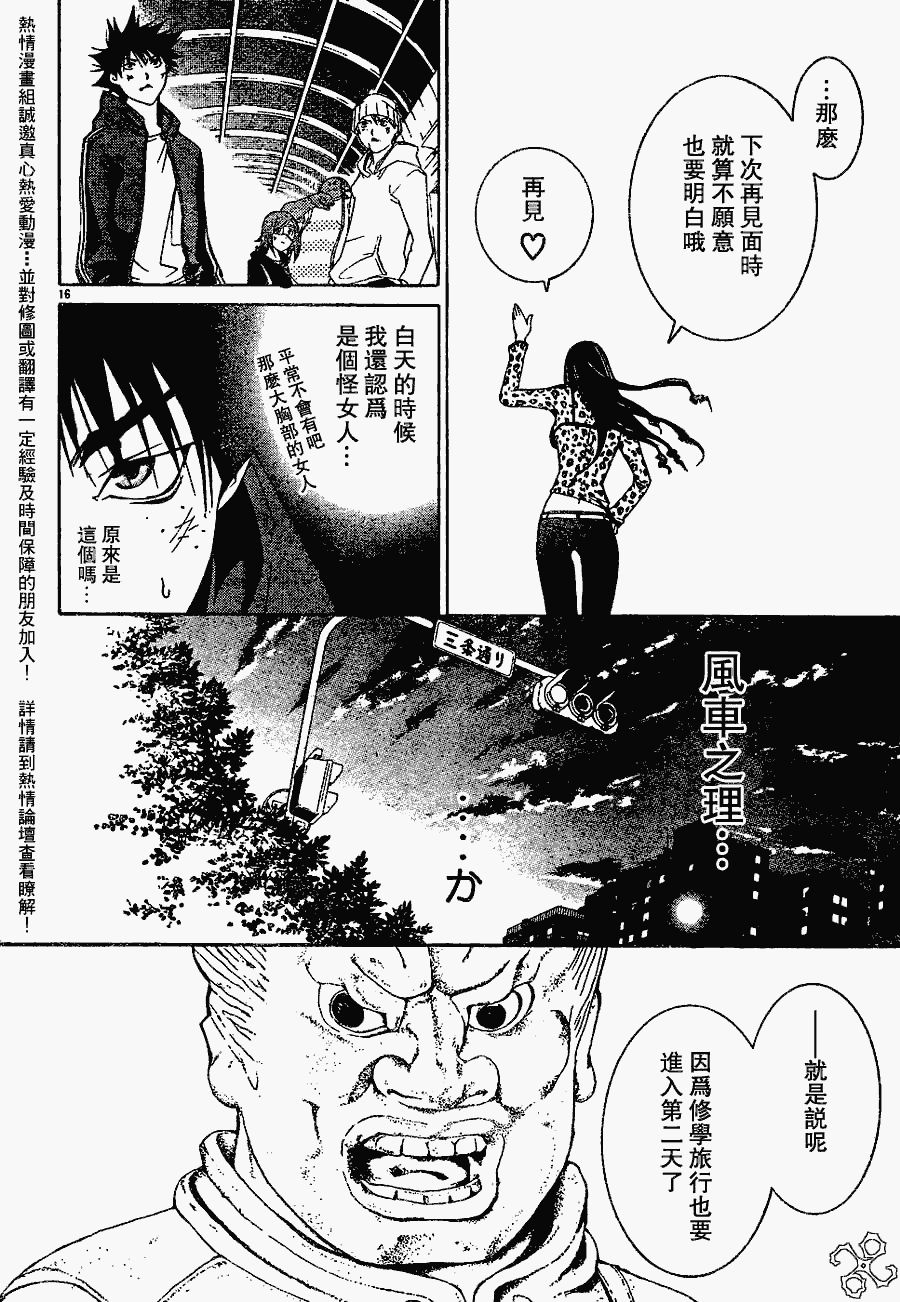 …那麼
下次再見面時
就算不願意
也要明白哦
再見♡
16
白天的時候
我還認爲
是個怪女人…
平常不會有吧
那麼大胸部的女人
原來是
這個嗎…
三条通り
風車之理…
……か
——就是説呢
因爲修學旅行也要
進入第二天了
熱情漫畫組誠邀真心熱愛動漫…並對修圖或翻譯有一定經驗及時間保障的朋友加入！ 詳情請到熱情論壇查看瞭解！